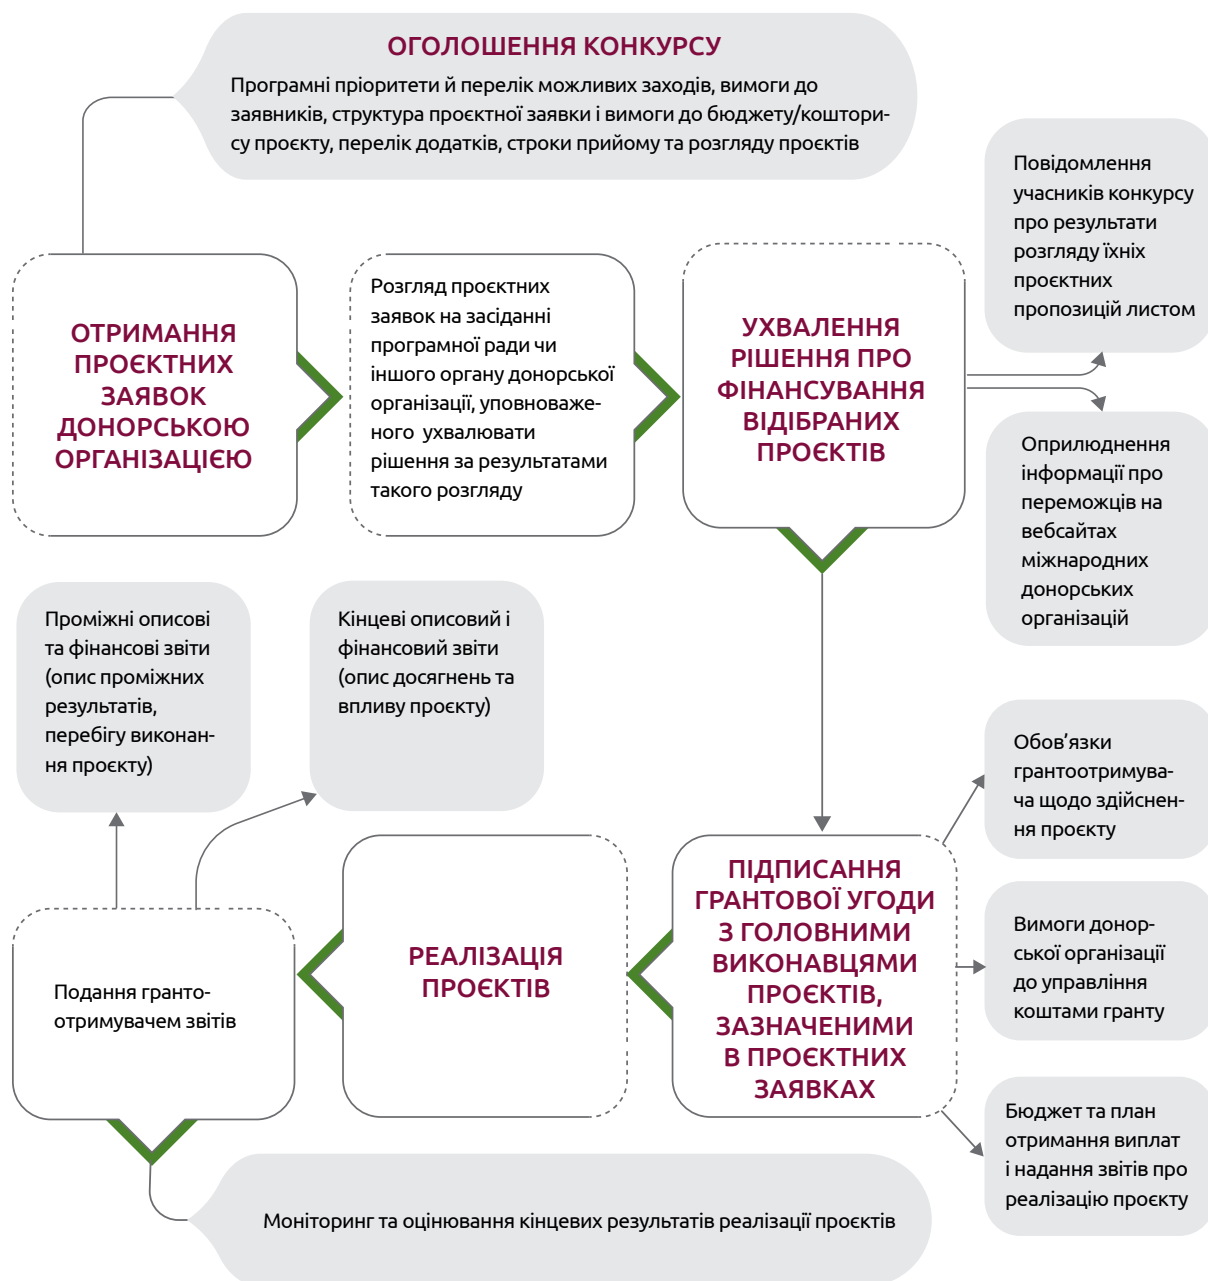 ОГОЛОШЕННЯ КОНКУРСУ
Програмні пріоритети й перелік можливих заходів, вимоги до
заявників, структура проєктної заявки і вимоги до бюджету/кошторі-
су проєкту, перелік додатків, строки прийому та розгляду проєктів
Повідомлення
учасників конкурсу
про результати
розгляду їхніх
проєктних
пропозицій листом
ОТРИМАННЯ
ПРОЄКТНИХ
ЗАЯВОК
ДОНОРСЬКОЮ
ОРГАНІЗАЦІЄЮ
Розгляд проєктних
заявок на засіданні
програмної ради чи
іншого органу донорської
організації, уповноваже-
ного ухвалювати
рішення за результатами
такого розгляду
УХВАЛЕННЯ
РІШЕННЯ ПРО
ФІНАНСУВАННЯ
ВІДІБРАНИХ
ПРОЄКТІВ
Оприлюднення
інформації про
переможців на
вебсайтах
міжнародних
донорських
організацій
Проміжні описові
та фінансові звіти
(опис проміжних
результатів,
перебігу виконан-
ня проєкту)
Кінцеві описовий і
фінансовий звіти
(опис досягнень та
впливу проєкту)
Обов’язки
грантоотримува-
ча щодо здійснен-
ня проєкту
ПІДПИСАННЯ
ГРАНТОВОЇ УГОДИ
З ГОЛОВНИМИ
ВИКОНАВЦЯМИ
ПРОЄКТІВ,
ЗАЗНАЧЕНИМИ
В ПРОЄКТНИХ
ЗАЯВКАХ
Вимоги донор-
ської організації
до управління
коштами гранту
РЕАЛІЗАЦІЯ
ПРОЄКТІВ
Подання гранто-
отримувачем звітів
Бюджет та план
отримання виплат
і надання звітів про
реалізацію проєкту
Моніторинг та оцінювання кінцевих результатів реалізації проєктів